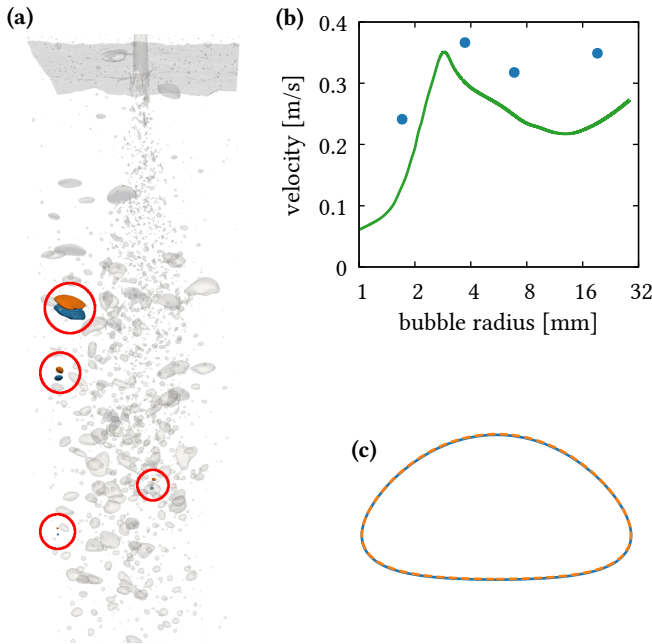 (a)
(b)
0.4
0.3
0.2
0.1
0
velocity [m/s]
1 2 4 8 16 32
bubble radius [mm]
(c)